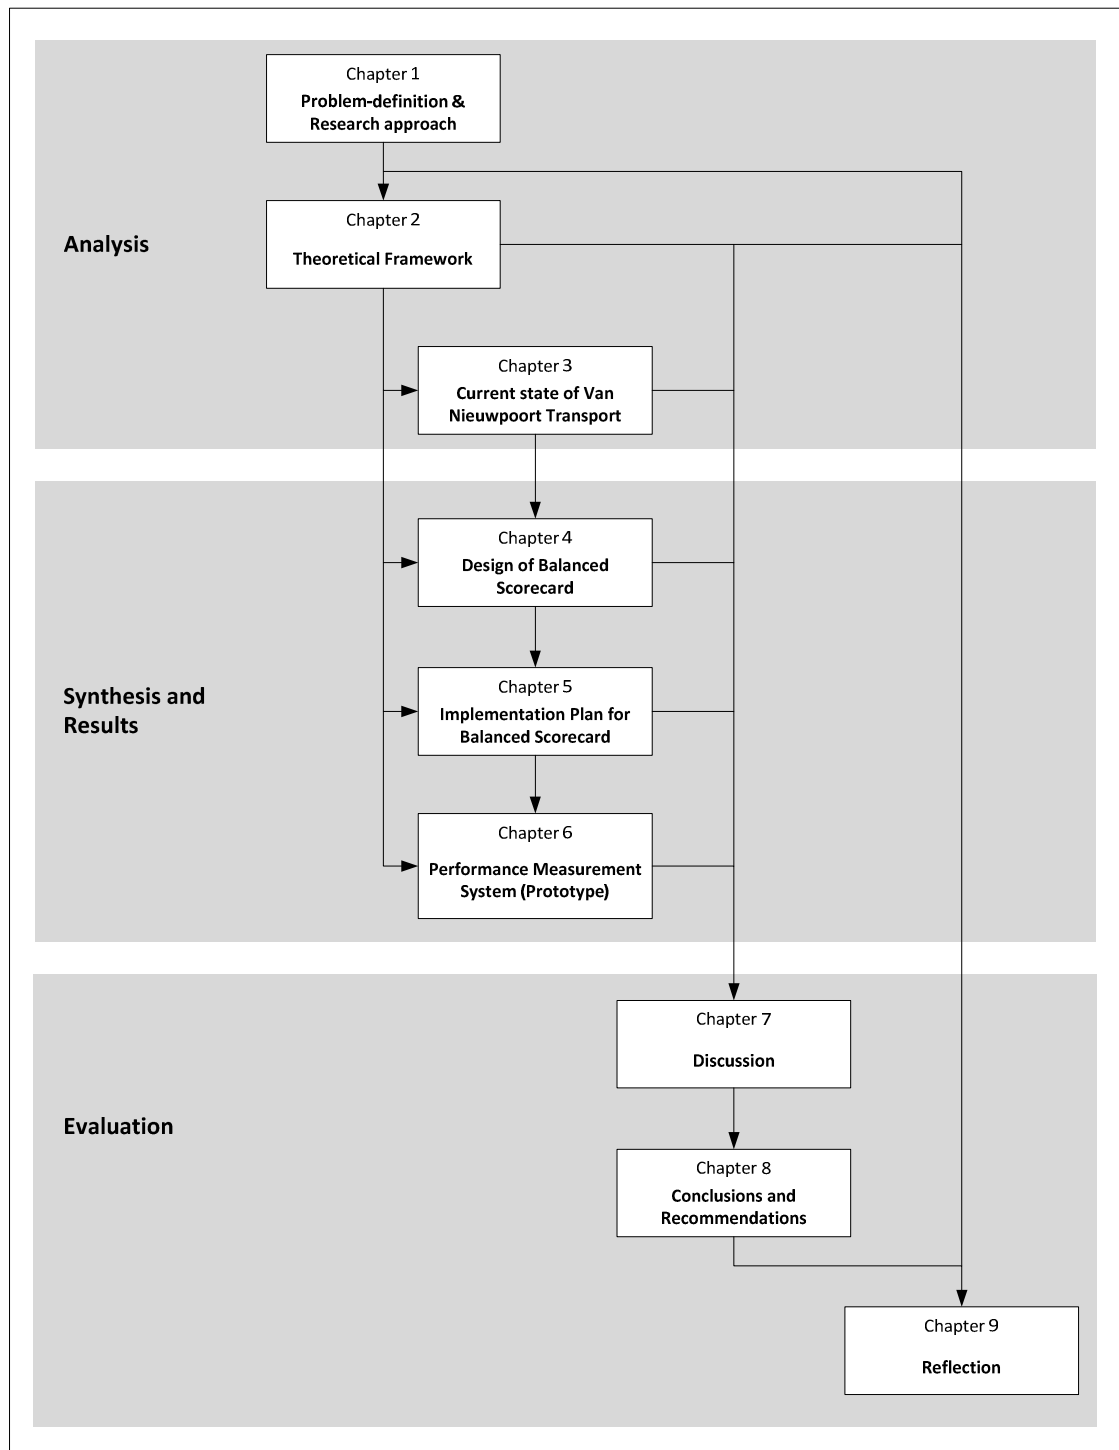 Chapter 1
Problem-definition &
Research approach
Analysis
Chapter 2
Theoretical Framework
Chapter 3
Current state of Van
Nieuwpoort Transport
Synthesis and
Results
Chapter 4
Design of Balanced
Scorecard
Chapter 5
Implementation Plan for
Balanced Scorecard
Chapter 6
Performance Measurement
System (Prototype)
Evaluation
Chapter 7
Discussion
Chapter 8
Conclusions and
Recommendations
Chapter 9
Reflection